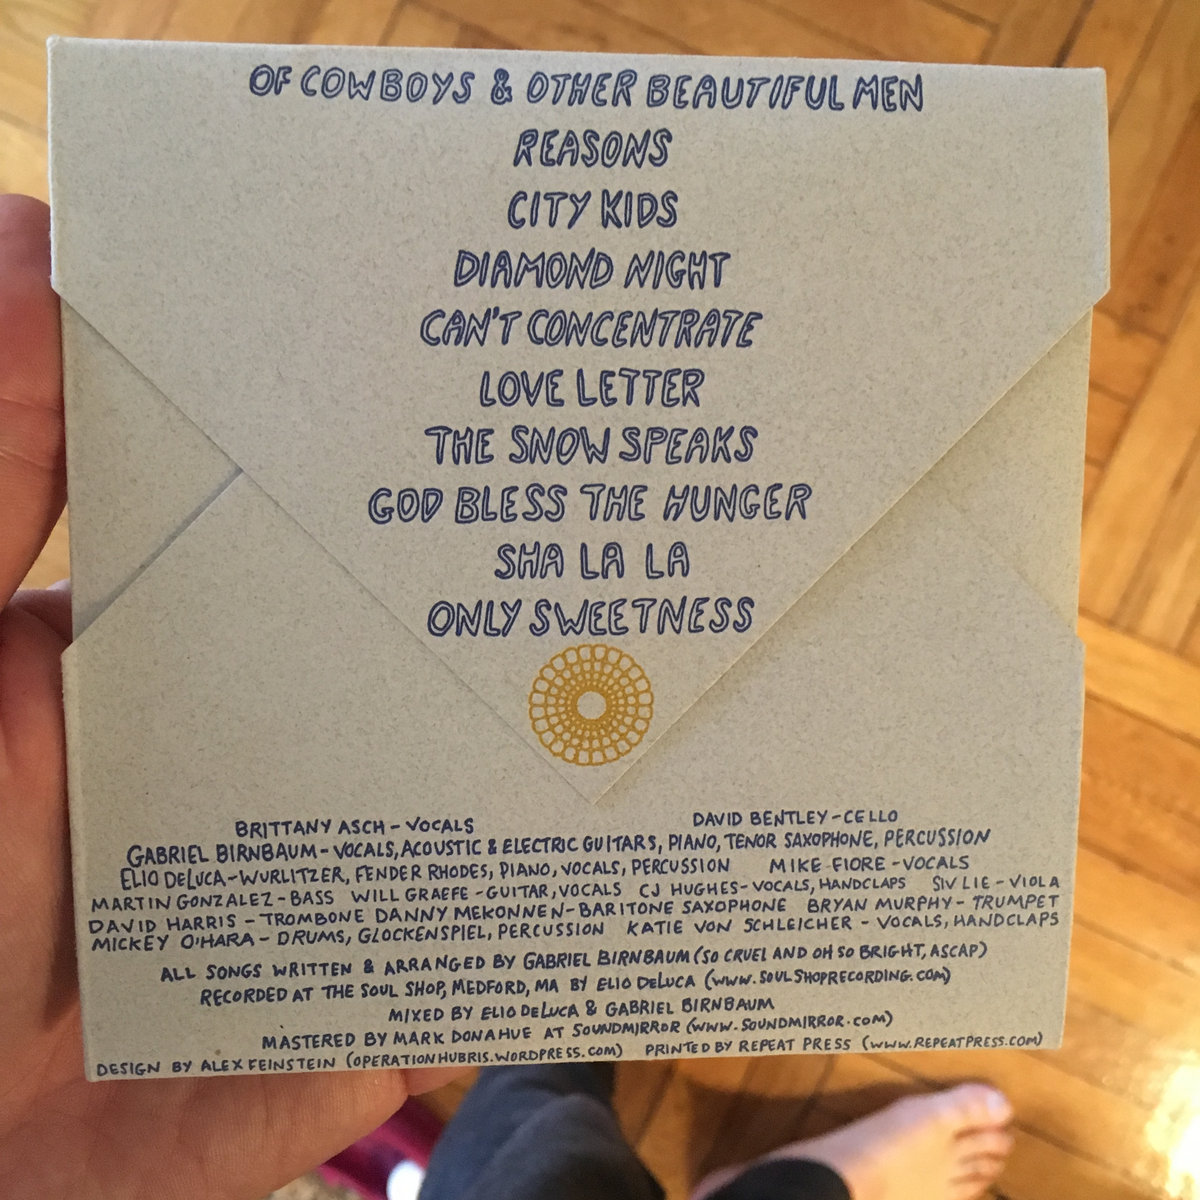 OF COWBOYS & OTHER BEAUTIFUL MEN
REASONS
CITY KIDS
DIAMOND NIGHT
CAN'T CONCENTRATE
LOVE LETTER
THE SNOW SPEAKS
GOD BLESS THE HUNGER
SHA LA LA
ONLY SWEETNESS
BRITTANY ASCH - VOCALS DAVID BENTLEY - CELLO
GABRIEL BIRNBAUM - VOCALS, ACOUSTIC & ELECTRIC GUITARS, PIANO, TENOR SAXOPHONE, PERCUSSION
ELIO DELUCA - WURLITZER, FENDER RHODES, PIANO, VOCALS, PERCUSSION MIKE FIORE - VOCALS
MARTIN GONZALEZ - BASS WILL GRAEFE - GUITAR, VOCALS CJ HUGHES - VOCALS, HANDCLAPS SIV LIE - VIOLA
DAVID HARRIS - TROMBONE DANNY MEKONNEN - BARITONE SAXOPHONE BRYAN MURPHY - TRUMPET
MICKEY O'HARA - DRUMS, GLOCKENSPIEL, PERCUSSION KATIE VON SCHLEICHER - VOCALS, HANDCLAPS
ALL SONGS WRITTEN & ARRANGED BY GABRIEL BIRNBAUM (SO CRUEL AND OH SO BRIGHT, ASCAP)
RECORDED AT THE SOUL SHOP, MEDFORD, MA BY ELIO DELUCA (WWW.SOULSHOPRECORDING.COM)
MIXED BY ELIO DELUCA & GABRIEL BIRNBAUM
MASTERED BY MARK DONAHUE AT SOUNDMIRROR (WWW.SOUNDMIRROR.COM)
DESIGN BY ALEX FEINSTEIN (OPERATIONHUBRIS.WORDPRESS.COM) PRINTED BY REPEAT PRESS (WWW.REPEATPRESS.COM)